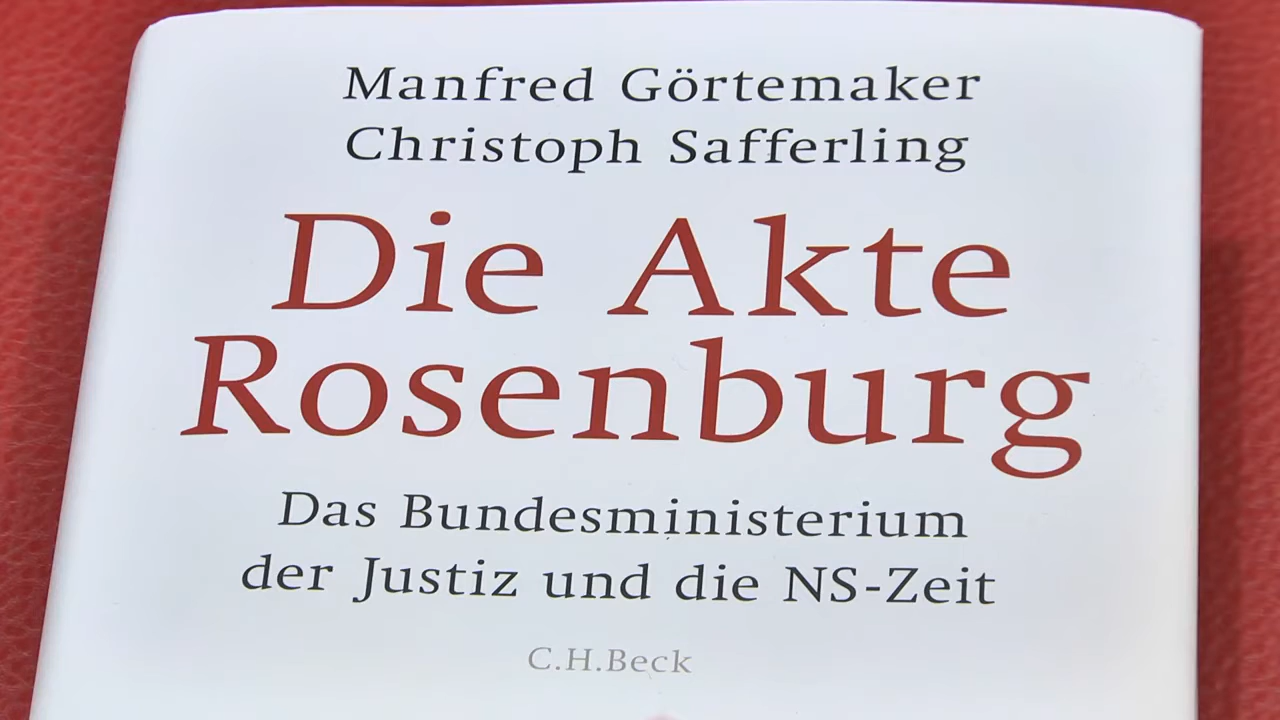 Manfred Görtemaker
Christoph Safferling
Die Akte
Rosenburg
Das Bundesministerium
der Justiz und die NS-Zeit
C.H.Beck